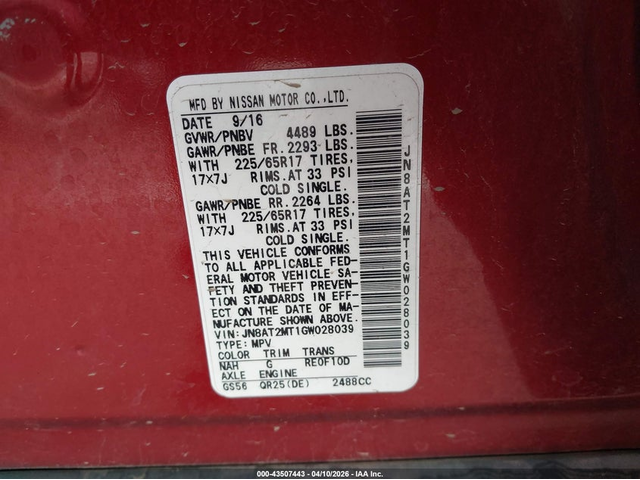 MFD BY NISSAN MOTOR CO.,LTD.
DATE 9/16
GVWR/PNBV 4489 LBS.
GAWR/PNBE FR. 2293 LBS.
WITH 225/65R17 TIRES,
17x7J RIMS.AT 33 PSI
COLD SINGLE.
GAWR/PNBE RR. 2264 LBS.
WITH 225/65R17 TIRES,
17x7J RIMS.AT 33 PSI
COLD SINGLE.
THIS VEHICLE CONFORMS
TO ALL APPLICABLE FED-
ERAL MOTOR VEHICLE SA-
FETY AND THEFT PREVEN-
TION STANDARDS IN EFF-
ECT ON THE DATE OF MA-
NUFACTURE SHOWN ABOVE.
VIN:JN8AT2MT1GW028039
TYPE: MPV
COLOR TRIM TRANS
NAH G RE0F10D
AXLE ENGINE
GS56 QR25(DE) 2488CC
JN8AT2MT1GW028039
000-43507443 - 04/10/2026 - IAA Inc.